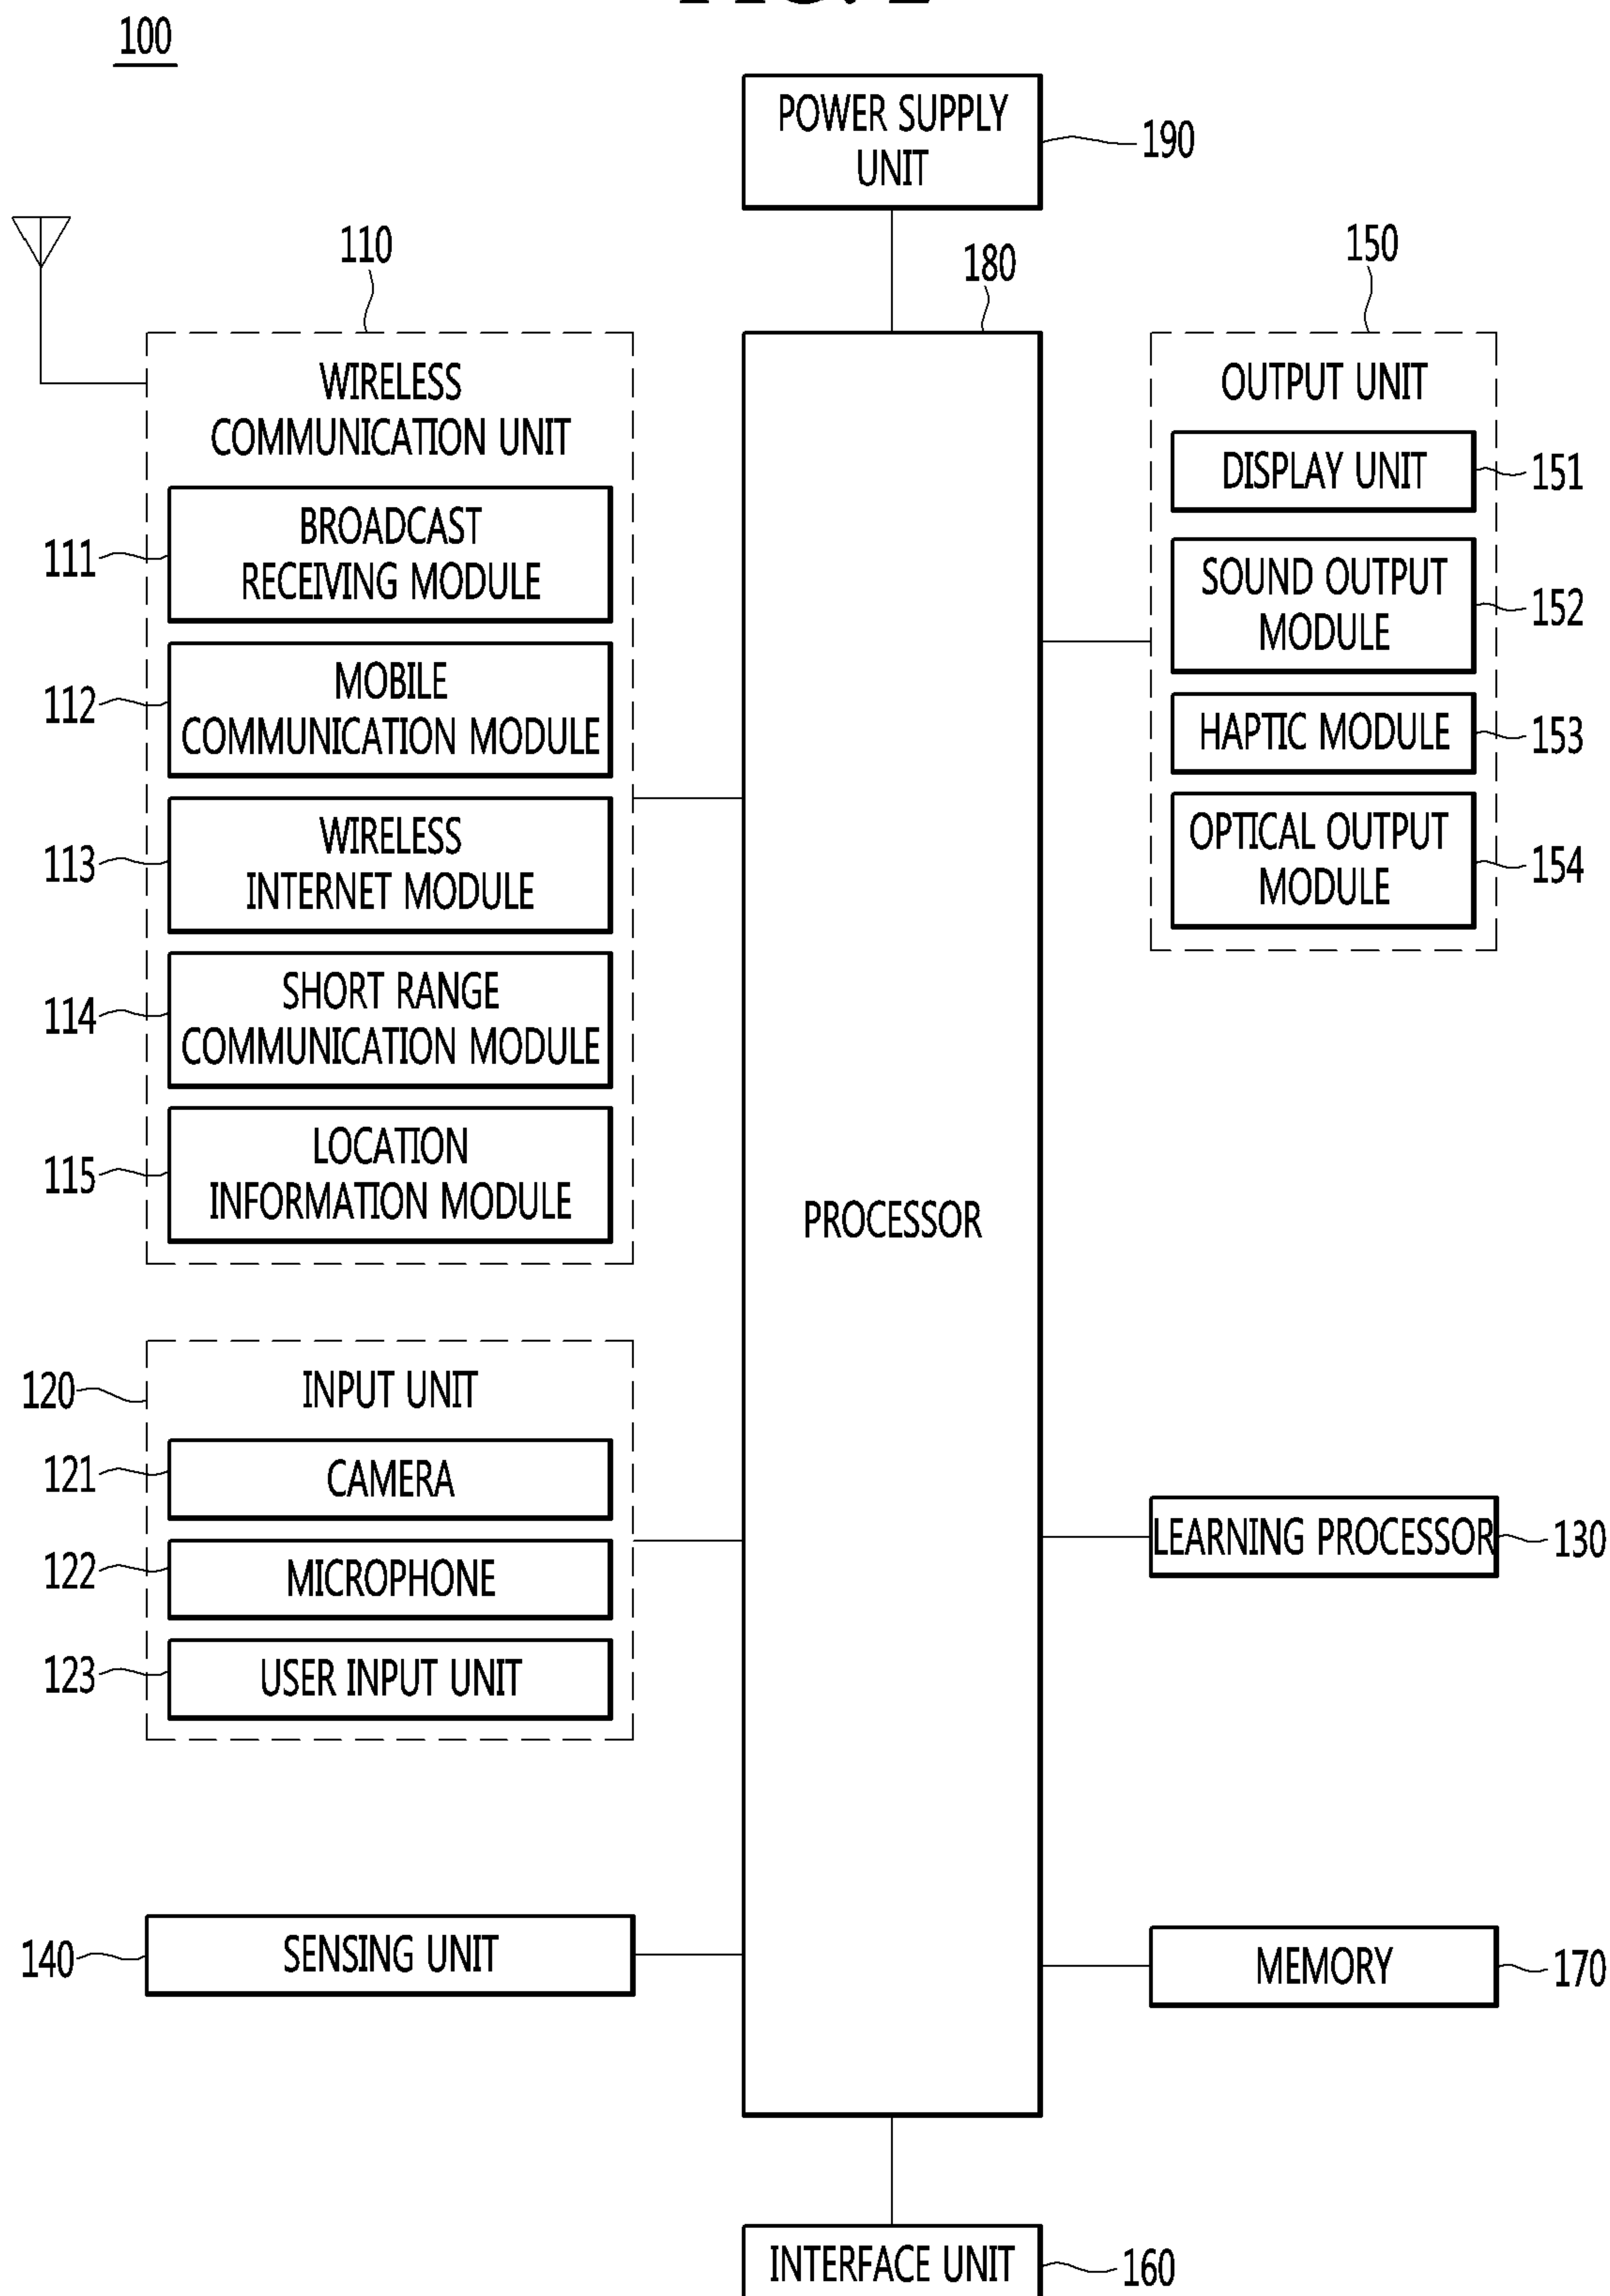 100
POWER SUPPLY
UNIT
190
110
180
150
WIRELESS
COMMUNICATION UNIT
111
BROADCAST
RECEIVING MODULE
112
MOBILE
COMMUNICATION MODULE
113
WIRELESS
INTERNET MODULE
114
SHORT RANGE
COMMUNICATION MODULE
115
LOCATION
INFORMATION MODULE
120
INPUT UNIT
121
CAMERA
122
MICROPHONE
123
USER INPUT UNIT
140
SENSING UNIT
PROCESSOR
OUTPUT UNIT
DISPLAY UNIT
151
SOUND OUTPUT
MODULE
152
HAPTIC MODULE
153
OPTICAL OUTPUT
MODULE
154
LEARNING PROCESSOR
130
MEMORY
170
INTERFACE UNIT
160